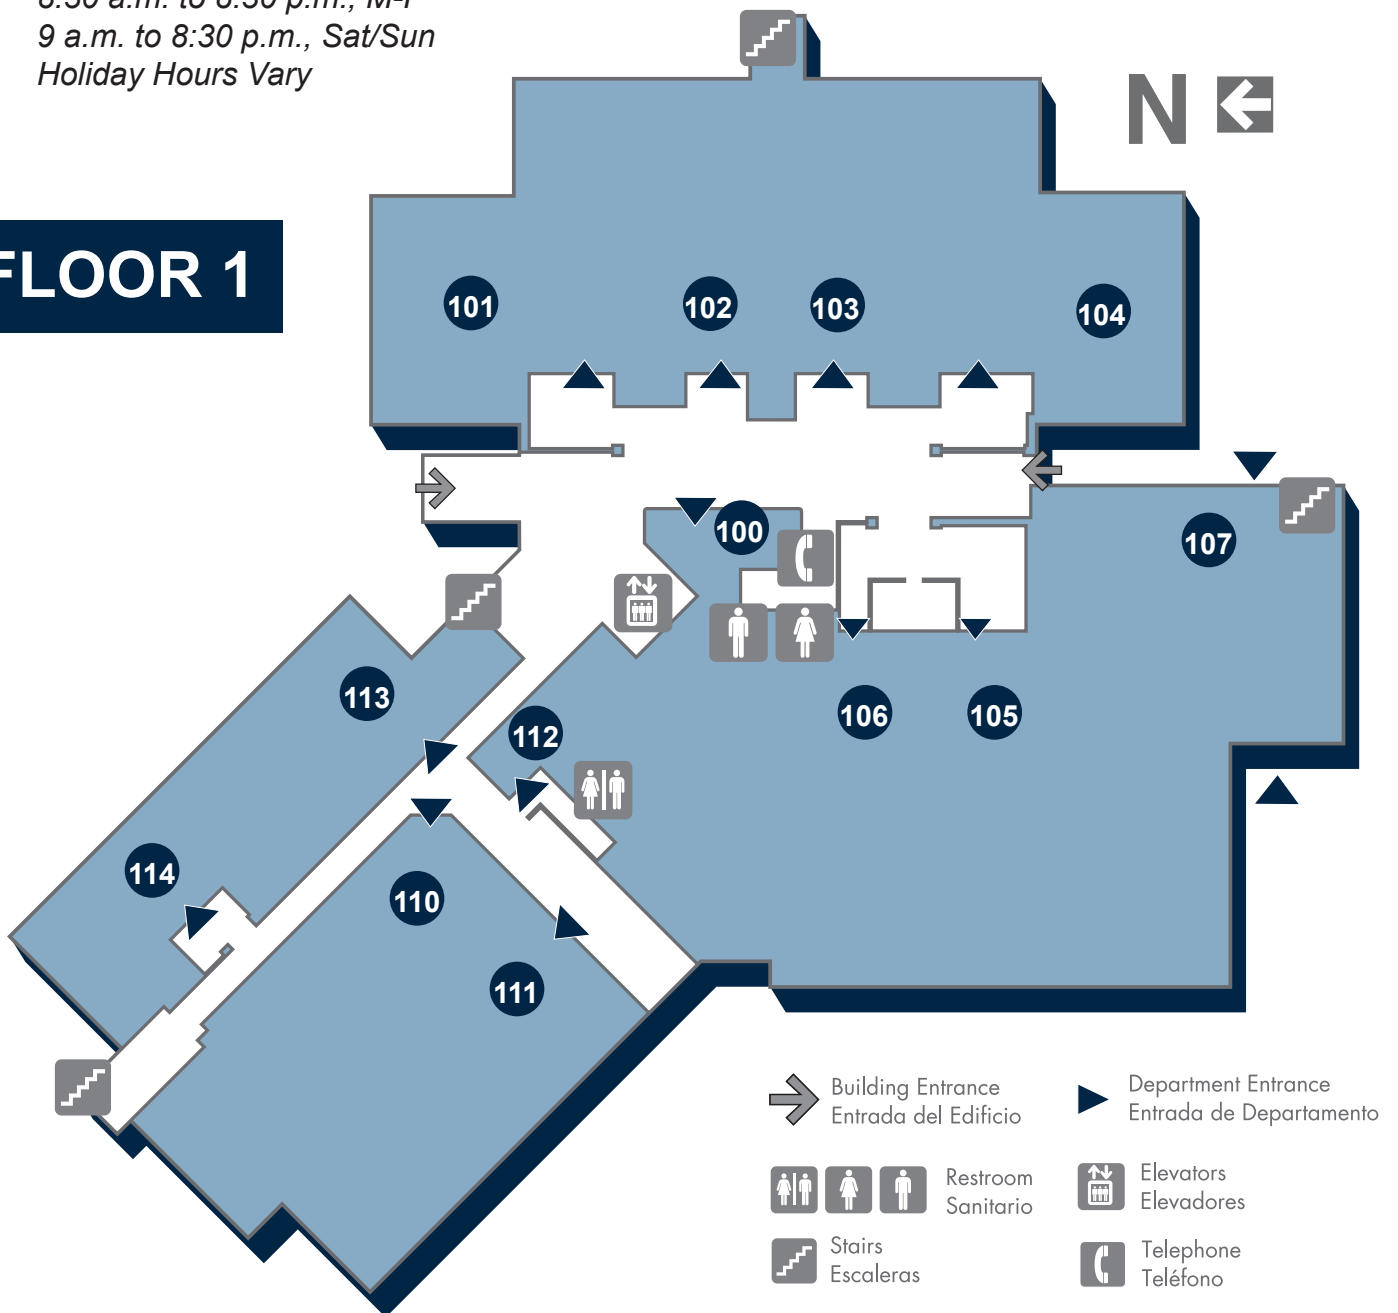 9 a.m. to 8:30 p.m., Sat/Sun
Holiday Hours Vary
N
FLOOR 1
101
102
103
104
100
107
113
112
106
105
114
110
111
Building Entrance
Entrada del Edificio
Department Entrance
Entrada de Departamento
Restroom
Sanitario
Elevators
Elevadores
Stairs
Escaleras
Telephone
Teléfono